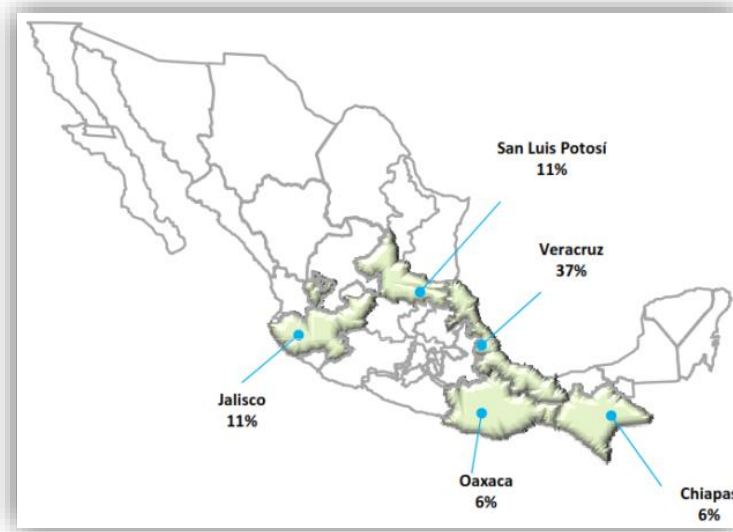 San Luis Potosí
11%
Veracruz
37%
Jalisco
11%
Oaxaca
6%
Chiapas
6%